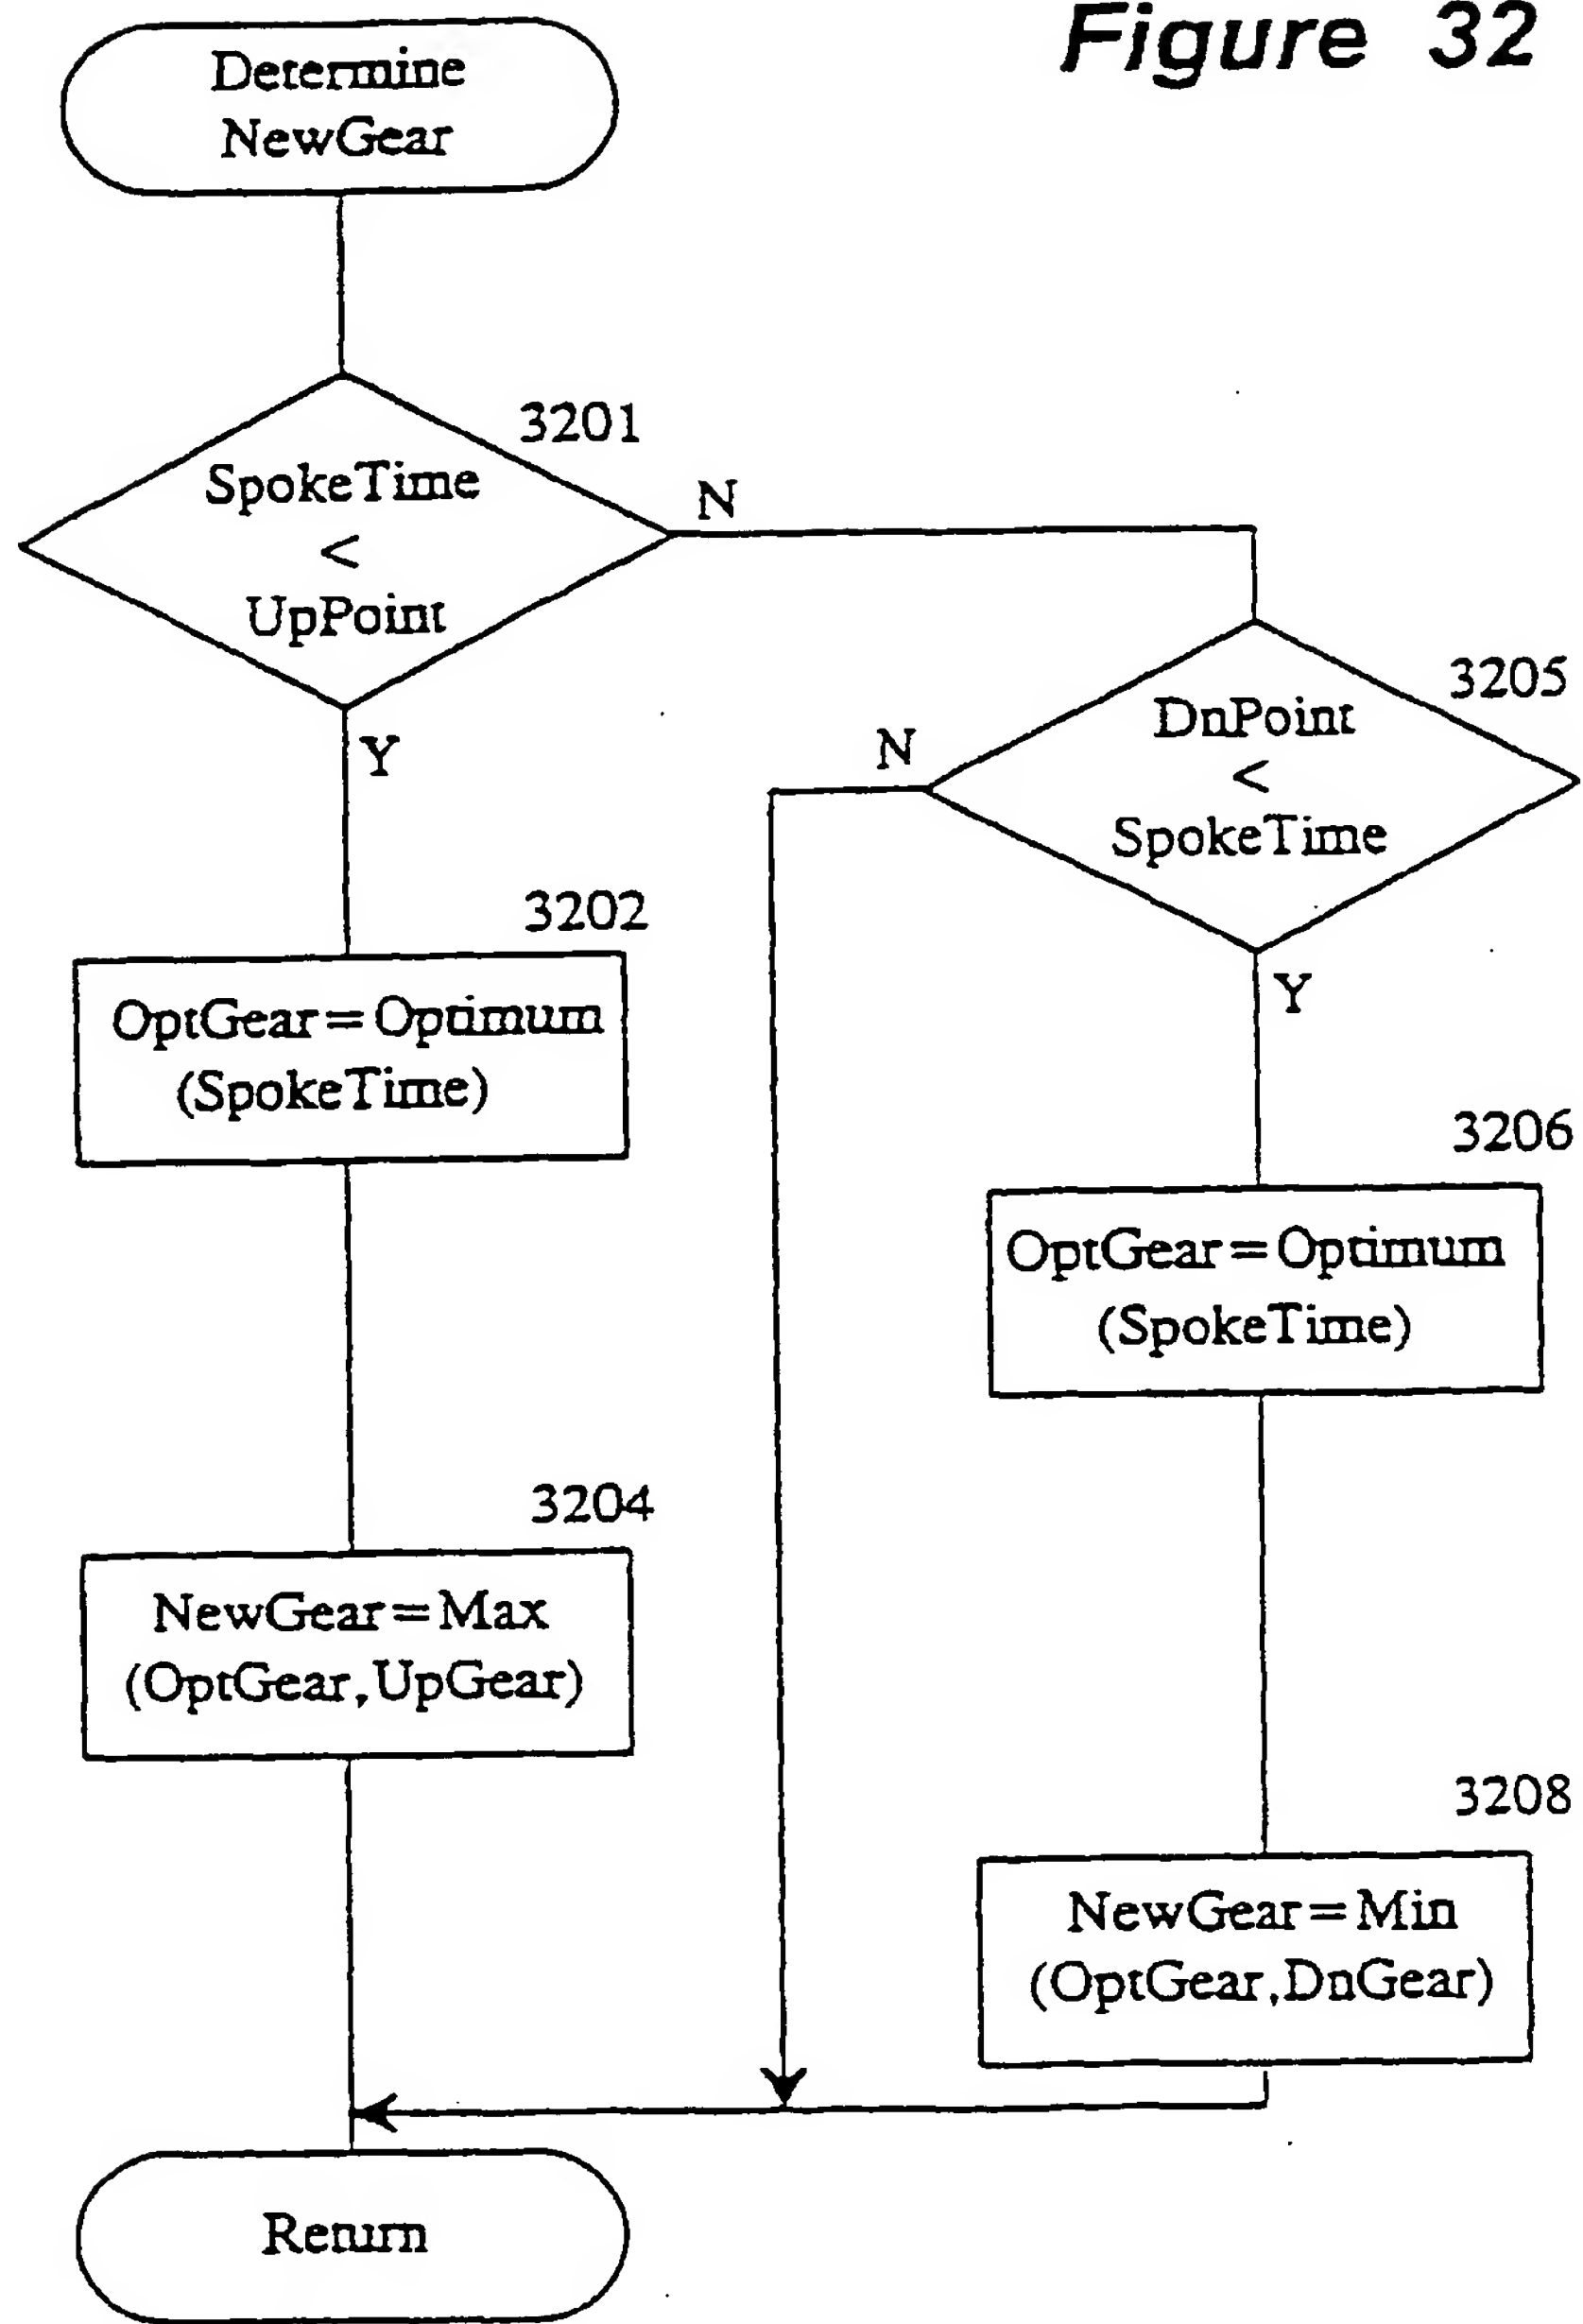 Figure 32
Determine
NewGear
3201
SpokeTime
<
UpPoint
N
Y
3205
DnPoint
<
SpokeTime
N
Y
3202
OptGear=Optimum
(SpokeTime)
3206
OptGear=Optimum
(SpokeTime)
3204
NewGear=Max
(OptGear,UpGear)
3208
NewGear=Min
(OptGear,DnGear)
Return